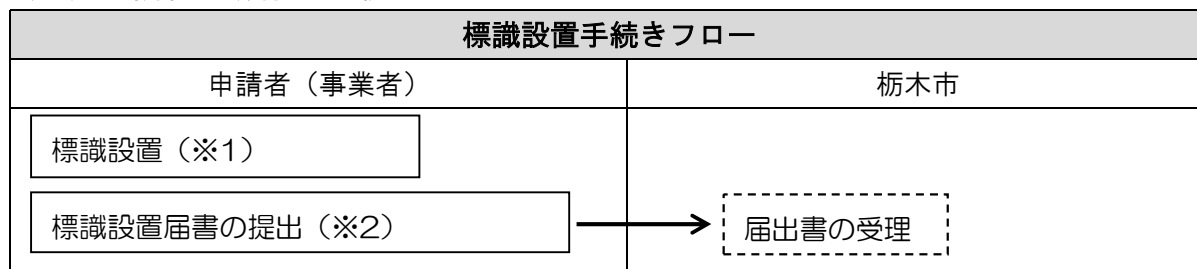 標識設置手続きフロー
申請者（事業者）
栃木市
標識設置（※1）
標識設置届書の提出（※2）
届出書の受理